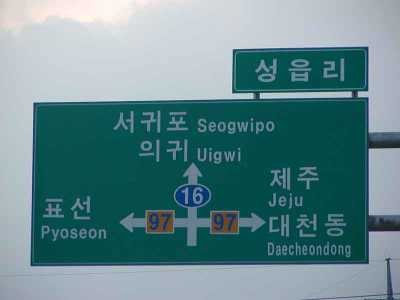 성읍리
서귀포 Seogwipo
의귀 Uigwi
16
제주
Jeju
표선
Pyoseon
97 97
대천동
Daecheondong